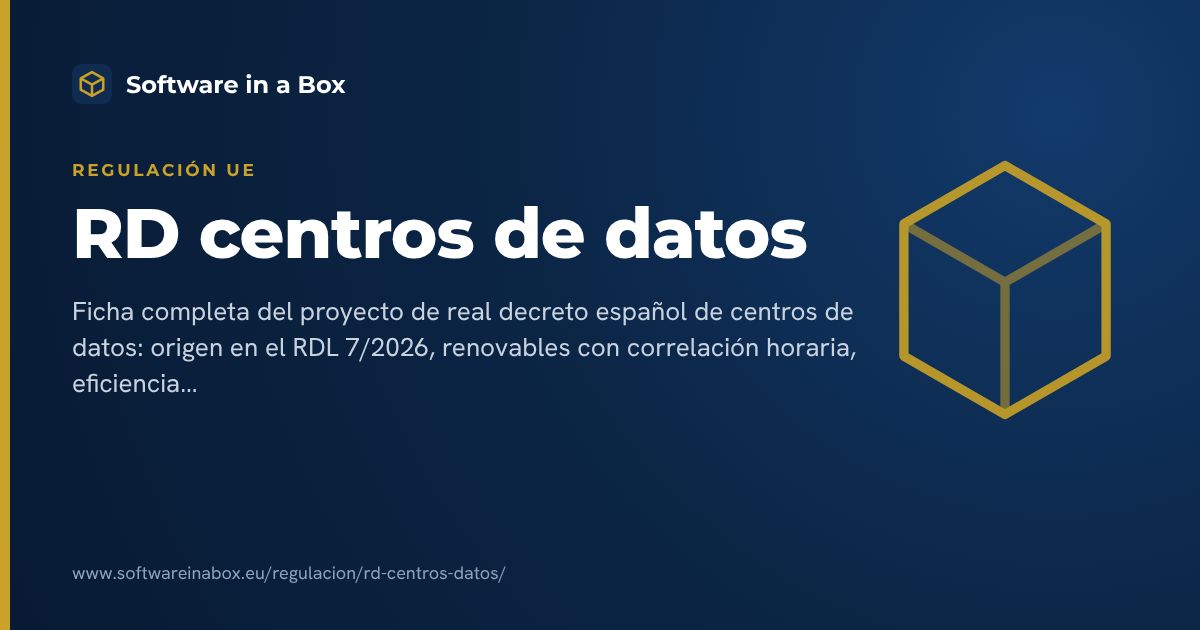 Software in a Box
REGULACIÓN UE
RD centros de datos
Ficha completa del proyecto de real decreto español de centros de
datos: origen en el RDL 7/2026, renovables con correlación horaria,
eficiencia...
www.softwareinabox.eu/regulacion/rd-centros-datos/